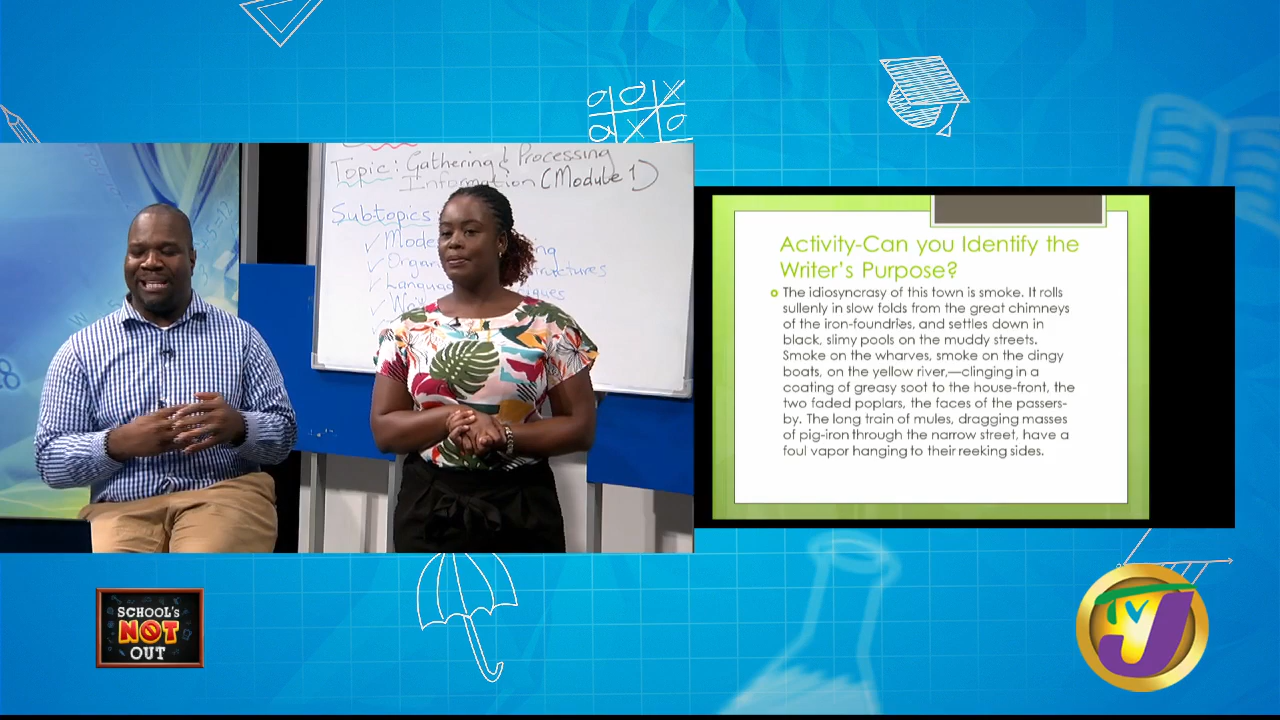 Topic: Gathering & Processing
Information (Module 1)
Subtopics
Activity-Can you Identify the
Writer's Purpose?
The idiosyncrasy of this town is smoke. It rolls
sullenly in slow folds from the great chimneys
of the iron-foundries, and settles down in
black, slimy pools on the muddy streets.
Smoke on the wharves, smoke on the dingy
boats, on the yellow river,—clinging in a
coating of greasy soot to the house-front, the
two faded poplars, the faces of the passers-
by. The long train of mules, dragging masses
of pig-iron through the narrow street, have a
foul vapor hanging to their reeking sides.
SCHOOL'S
NOT
OUT
TVJ